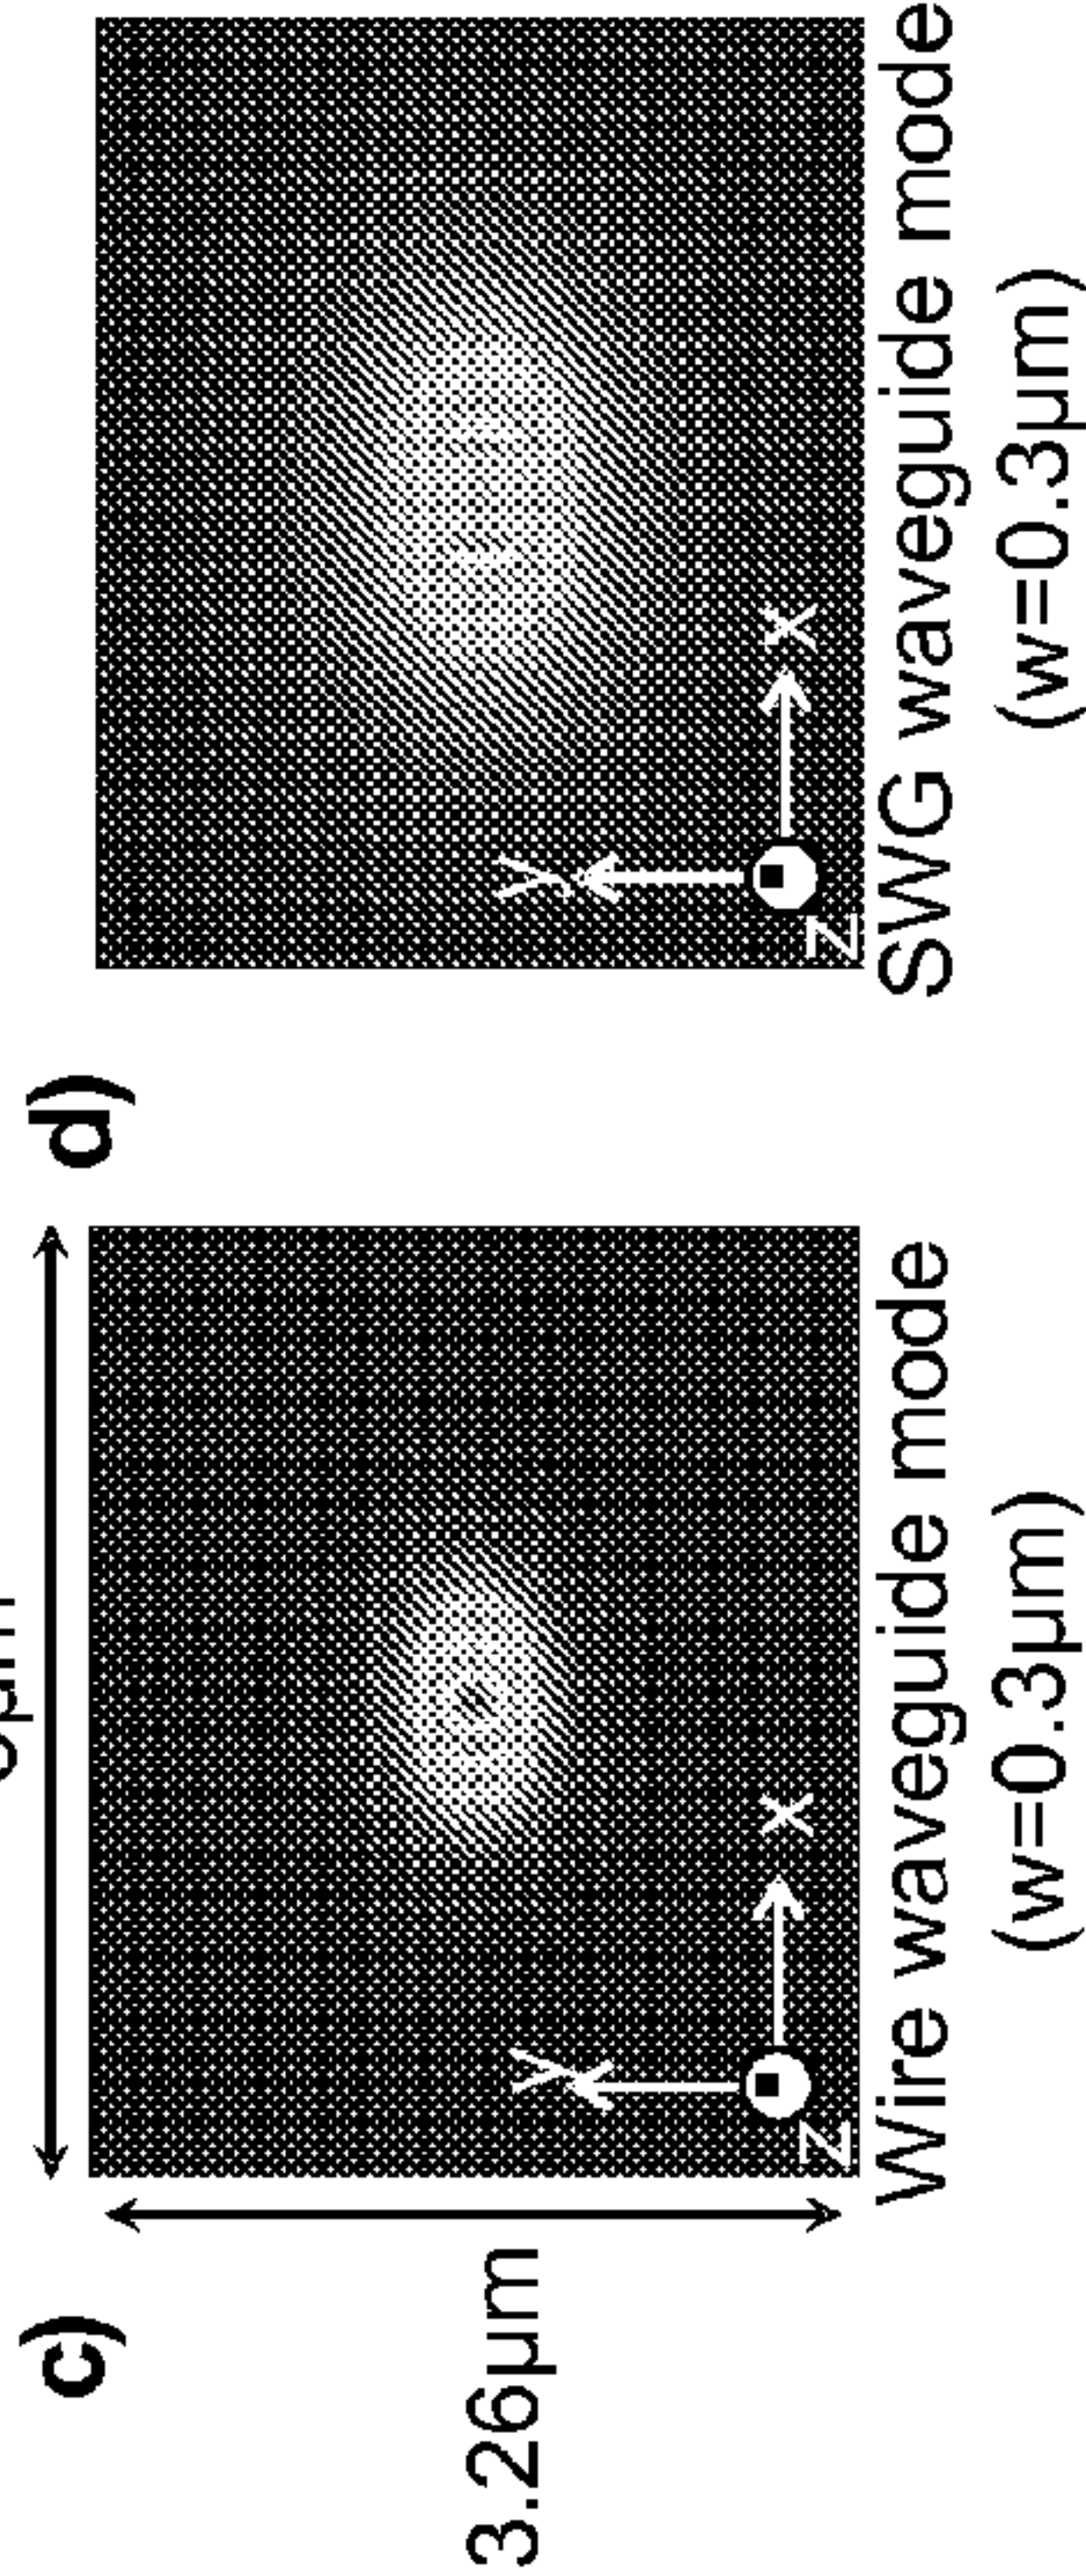 c)
3.26μm
y
x
z
Wire waveguide mode
(w=0.3μm)
d)
y
x
z
SWG waveguide mode
(w=0.3μm)